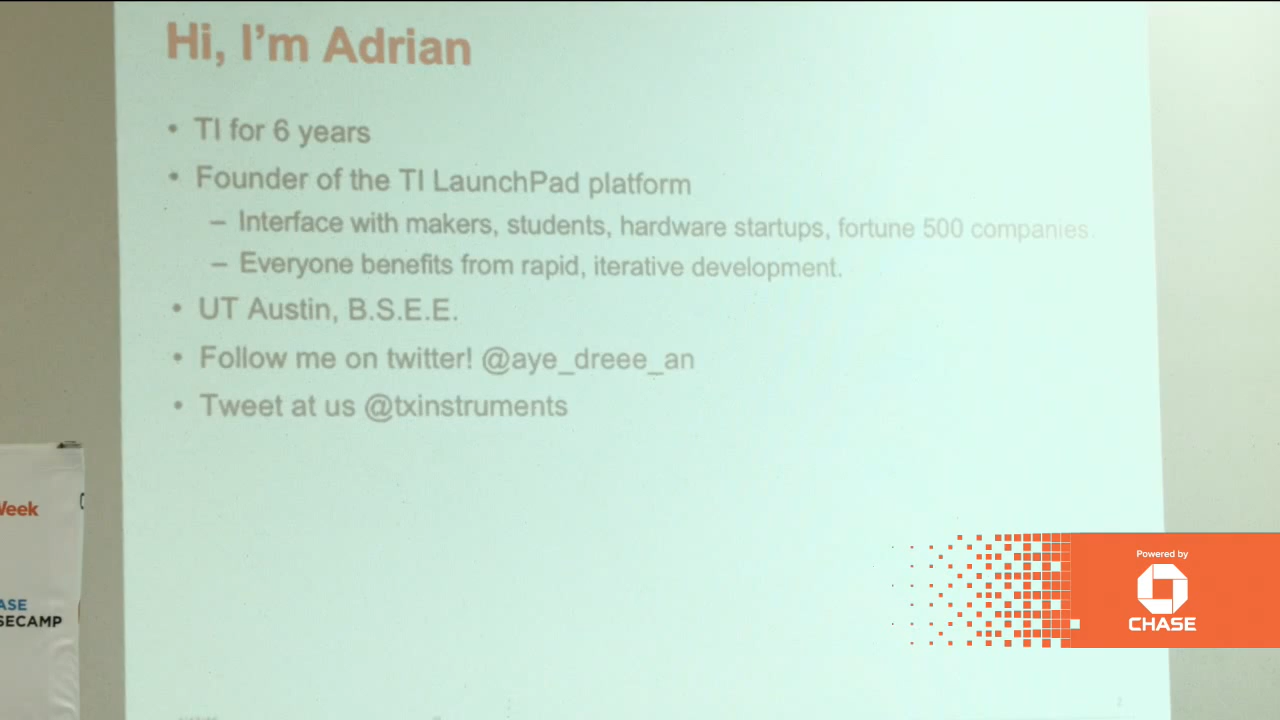 Hi, I'm Adrian
• TI for 6 years
• Founder of the TI LaunchPad platform
– Interface with makers, students, hardware startups, fortune 500 companies.
– Everyone benefits from rapid, iterative development.
• UT Austin, B.S.E.E.
• Follow me on twitter! @aye_dreee_an
• Tweet at us @txinstruments
Week
ASE
SECAMP
Powered by
CHASE
2